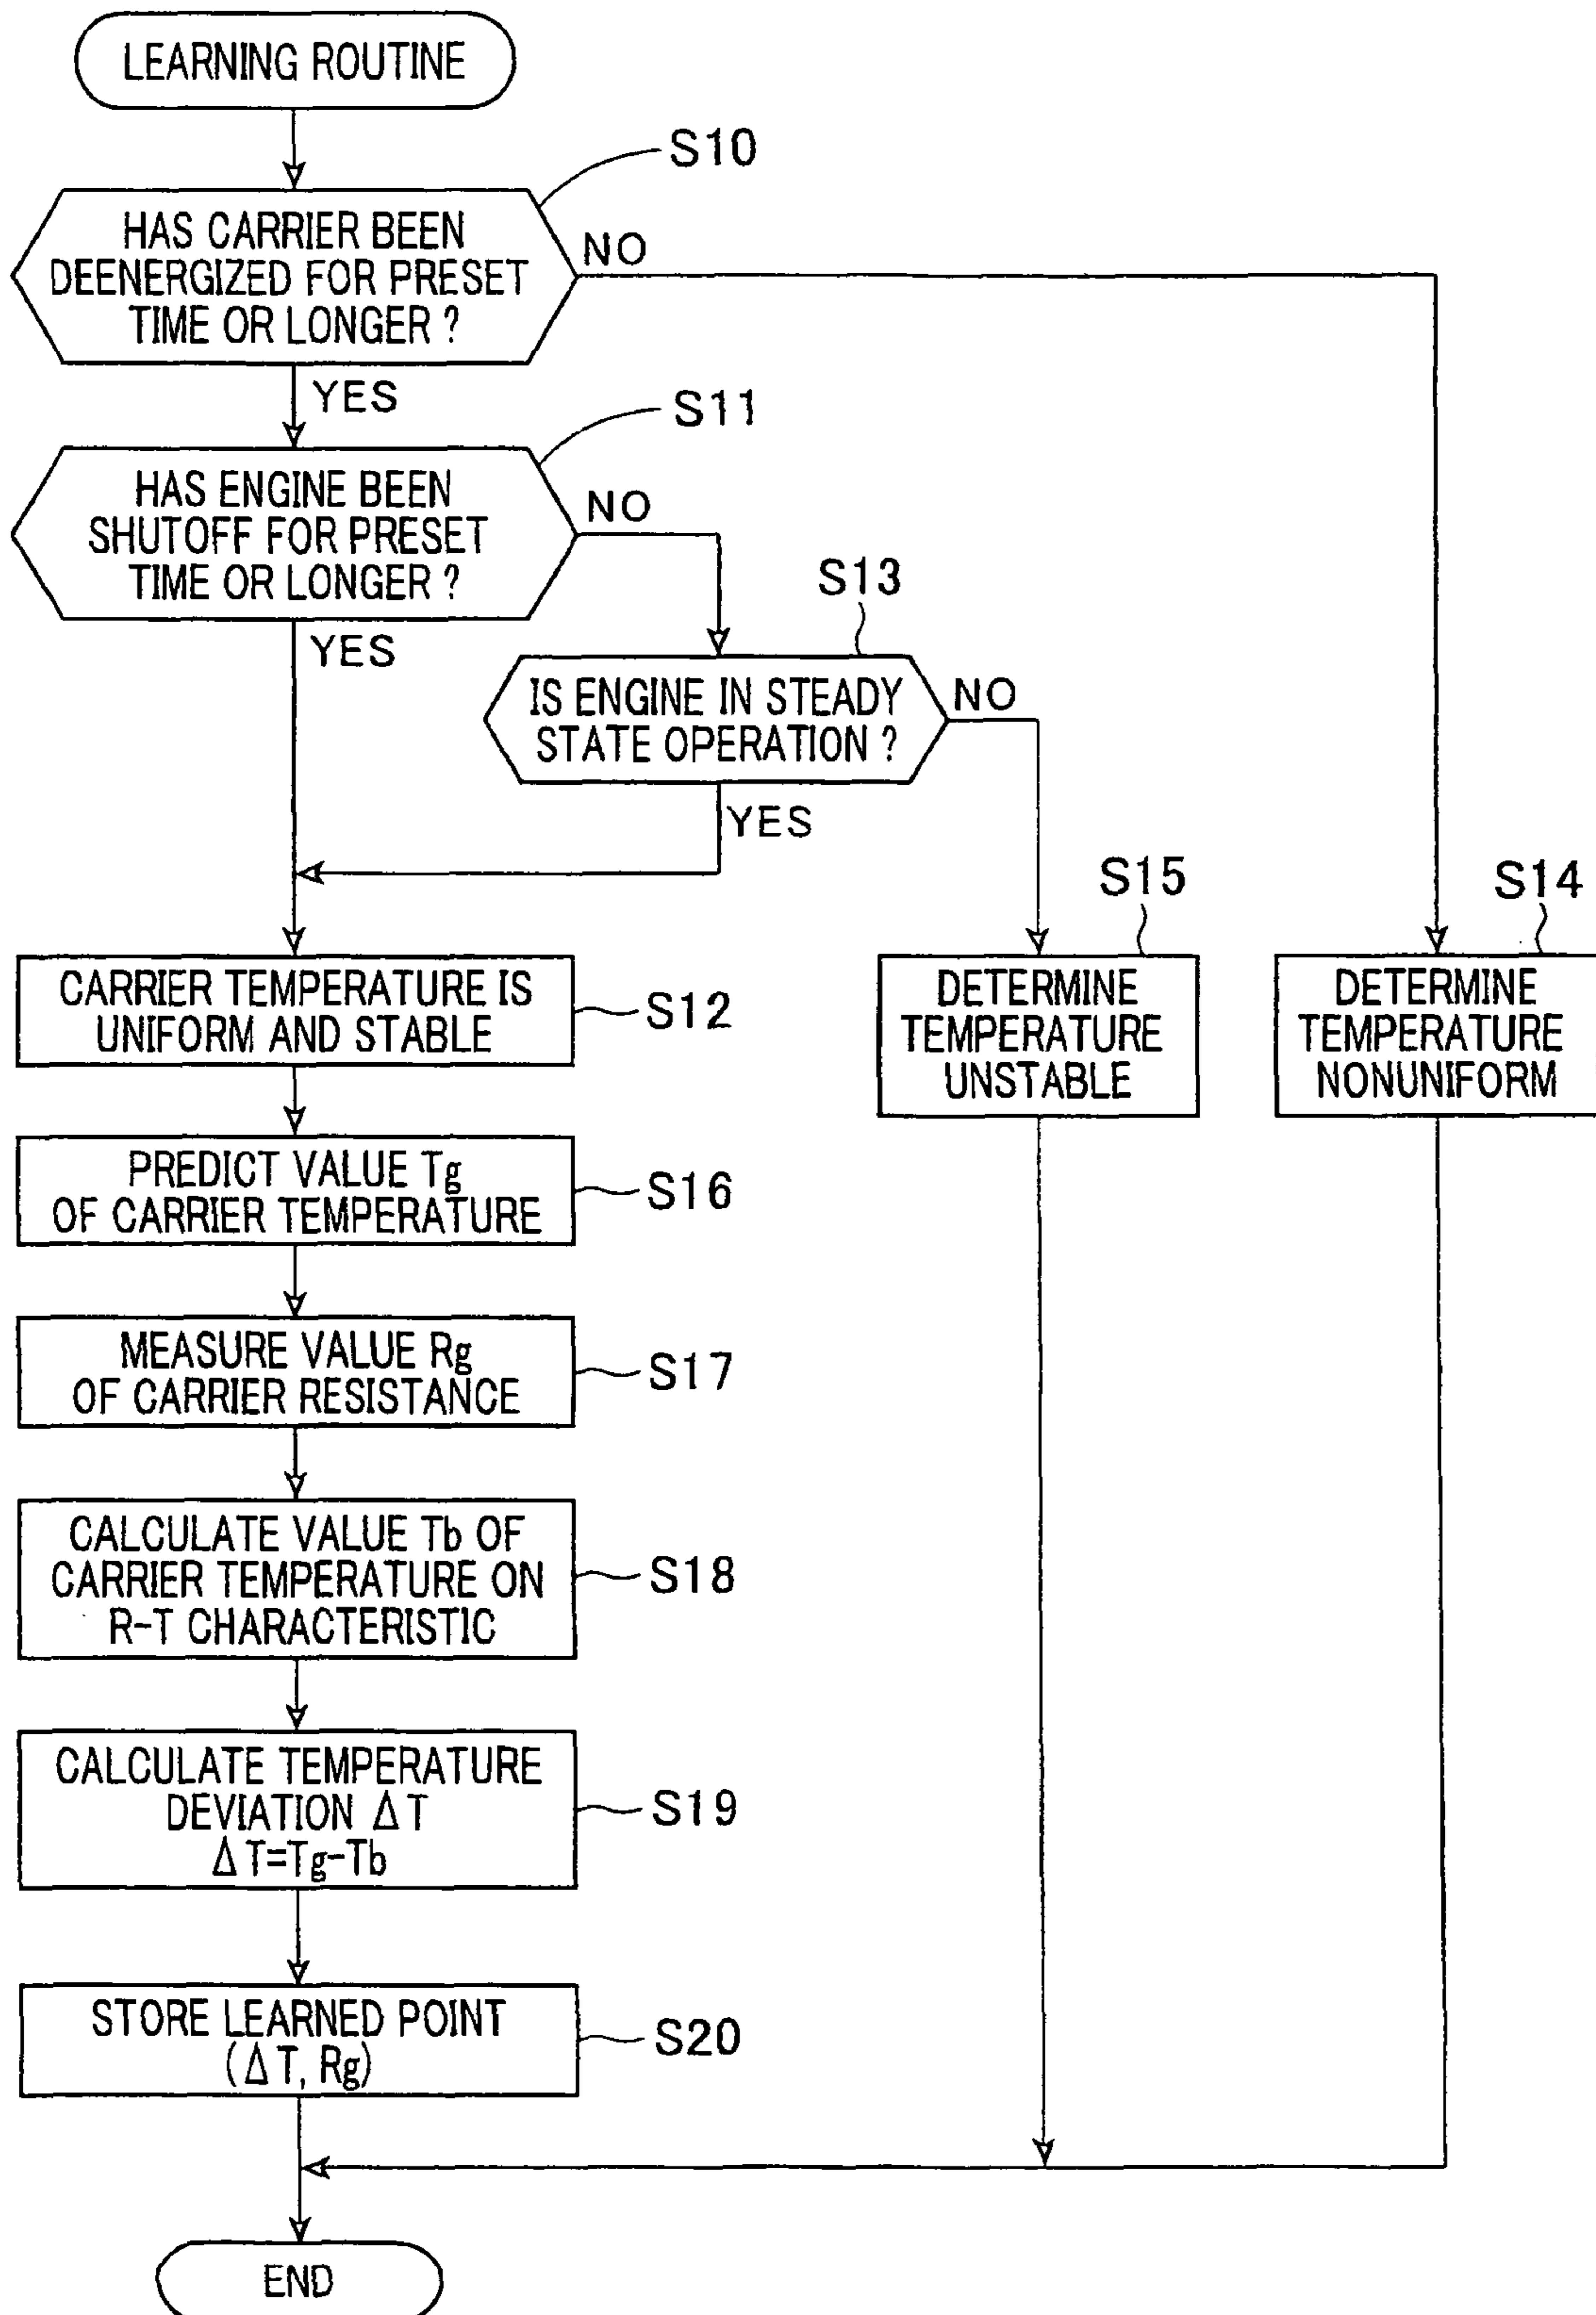 LEARNING ROUTINE
S10
HAS CARRIER BEEN
DEENERGIZED FOR PRESET
TIME OR LONGER ?
NO
YES
S11
HAS ENGINE BEEN
SHUTOFF FOR PRESET
TIME OR LONGER ?
NO
YES
S13
IS ENGINE IN STEADY
STATE OPERATION ?
NO
YES
S15
DETERMINE
TEMPERATURE
UNSTABLE
S14
DETERMINE
TEMPERATURE
NONUNIFORM
CARRIER TEMPERATURE IS
UNIFORM AND STABLE
S12
PREDICT VALUE Tg
OF CARRIER TEMPERATURE
S16
MEASURE VALUE Rg
OF CARRIER RESISTANCE
S17
CALCULATE VALUE Tb OF
CARRIER TEMPERATURE ON
R-T CHARACTERISTIC
S18
CALCULATE TEMPERATURE
DEVIATION ΔT
ΔT=Tg-Tb
S19
STORE LEARNED POINT
(ΔT, Rg)
S20
END